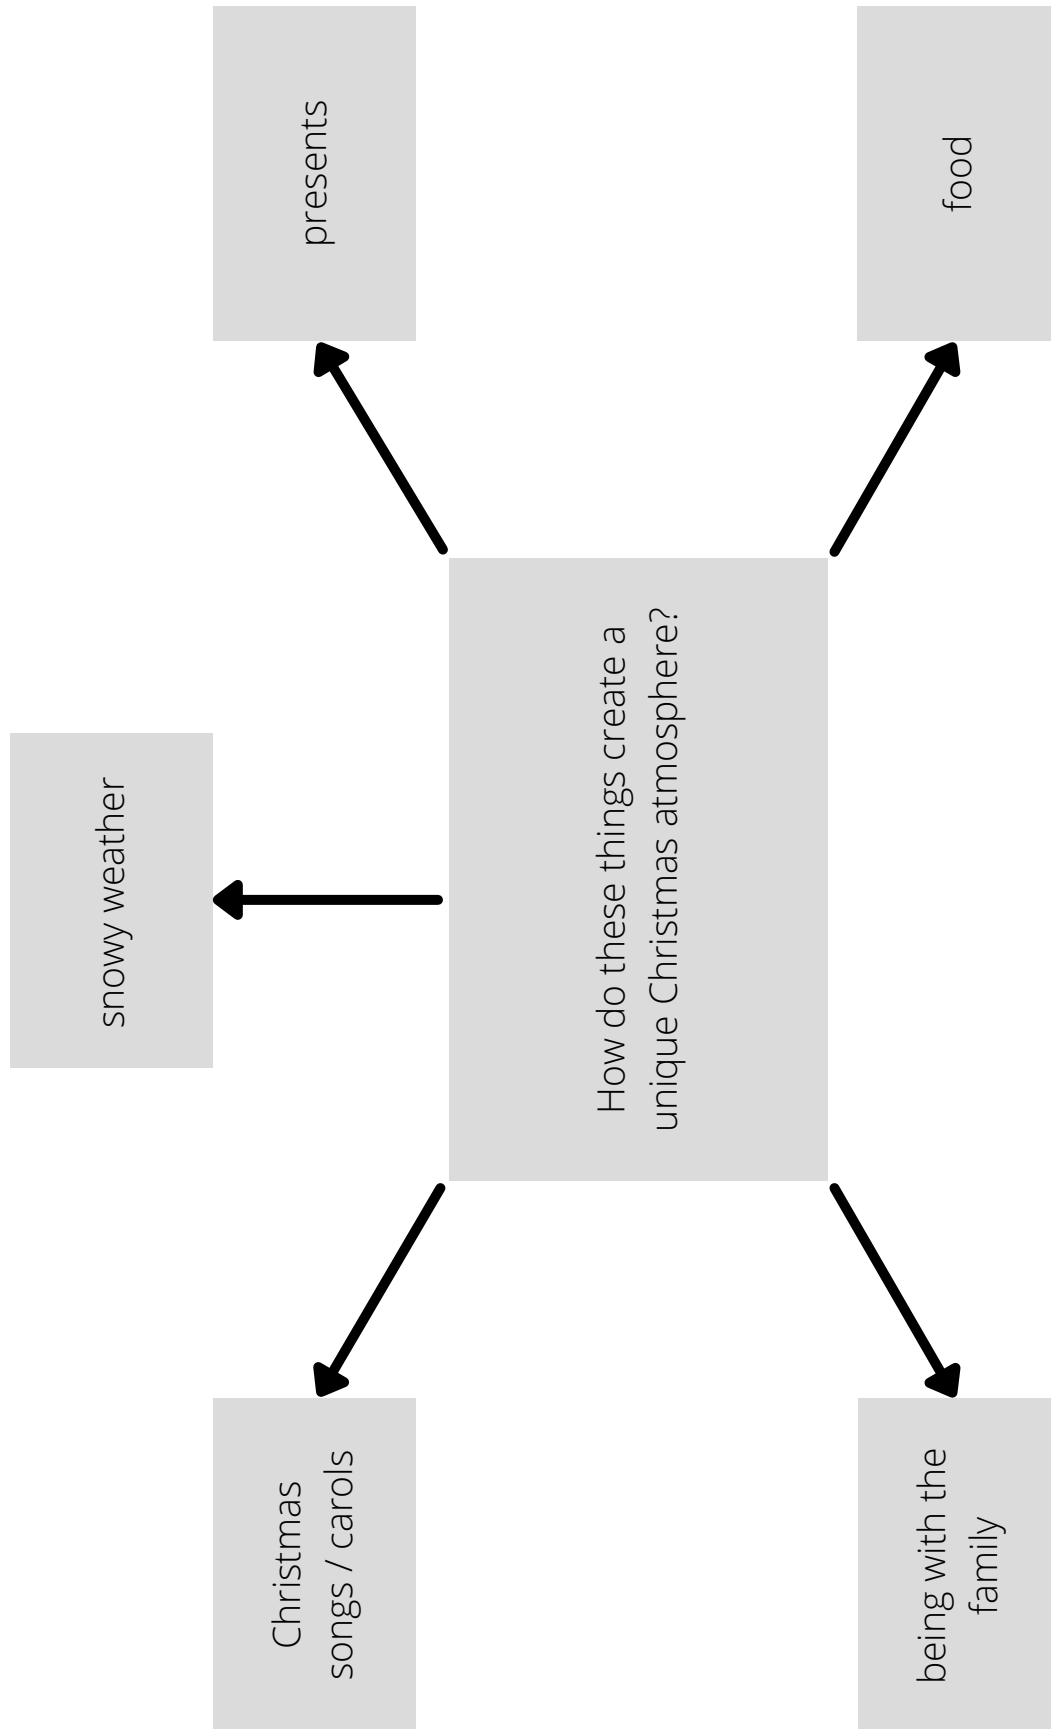 snowy weather
Christmas
songs / carols
presents
How do these things create a
unique Christmas atmosphere?
being with the
family
food